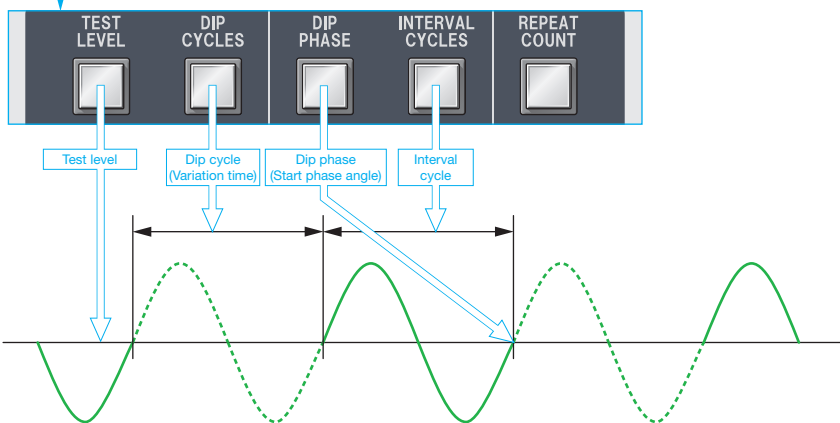 TEST
LEVEL
DIP
CYCLES
DIP
PHASE
INTERVAL
CYCLES
REPEAT
COUNT
Test level
Dip cycle
(Variation time)
Dip phase
(Start phase angle)
Interval
cycle